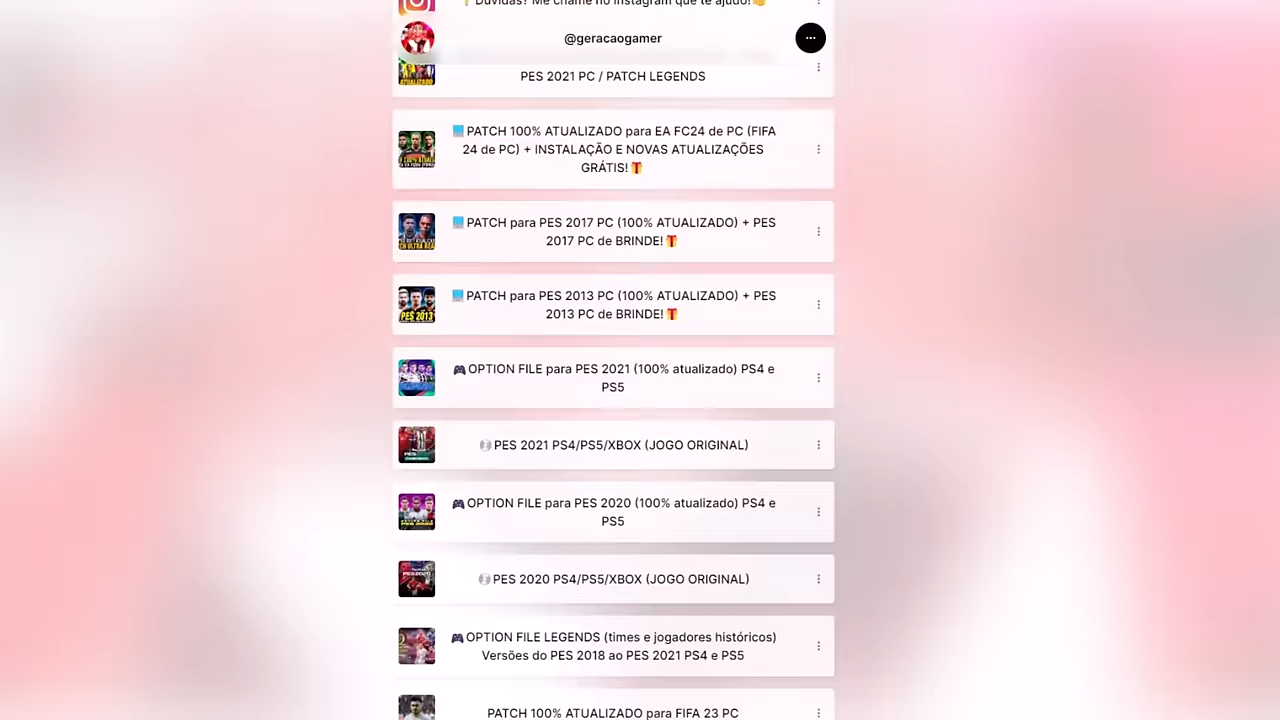 Dúvidas? Me chame no Instagram que te ajudo!
@geracaogamer
ATUALIZADO
PES 2021 PC / PATCH LEGENDS
PATCH 100% ATUALIZADO para EA FC24 de PC (FIFA
24 de PC) + INSTALAÇÃO E NOVAS ATUALIZAÇÕES
GRÁTIS!
PATCH para PES 2017 PC (100% ATUALIZADO) + PES
2017 PC de BRINDE!
PATCH para PES 2013 PC (100% ATUALIZADO) + PES
2013 PC de BRINDE!
PES 2013
OPTION FILE para PES 2021 (100% atualizado) PS4 e
PS5
PES 2021 PS4/PS5/XBOX (JOGO ORIGINAL)
OPTION FILE para PES 2020 (100% atualizado) PS4 e
PS5
PES 2020 PS4/PS5/XBOX (JOGO ORIGINAL)
OPTION FILE LEGENDS (times e jogadores históricos)
Versões do PES 2018 ao PES 2021 PS4 e PS5
PATCH 100% ATUALIZADO para FIFA 23 PC